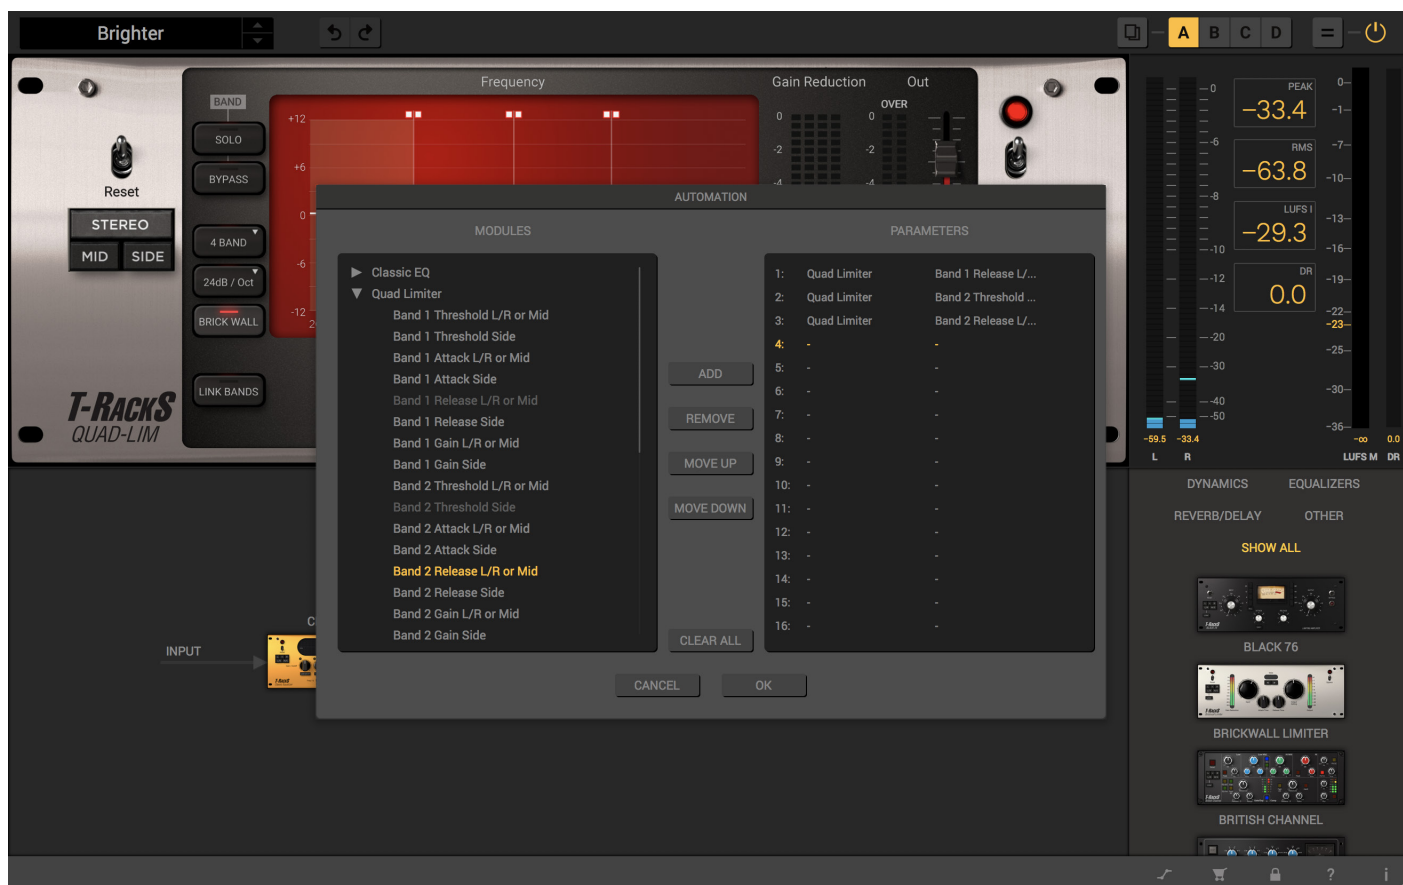 Brighter
A B C D
Frequency
Gain Reduction
Out
BAND
SOLO
BYPASS
4 BAND
24dB / Oct
BRICK WALL
LINK BANDS
Reset
STEREO
MID SIDE
T-RackS
QUAD-LIM
+12
+6
0
-6
-12
2
OVER
0
-2
-4
0
-2
-4
AUTOMATION
MODULES
Classic EQ
Quad Limiter
Band 1 Threshold L/R or Mid
Band 1 Threshold Side
Band 1 Attack L/R or Mid
Band 1 Attack Side
Band 1 Release L/R or Mid
Band 1 Release Side
Band 1 Gain L/R or Mid
Band 1 Gain Side
Band 2 Threshold L/R or Mid
Band 2 Threshold Side
Band 2 Attack L/R or Mid
Band 2 Attack Side
Band 2 Release L/R or Mid
Band 2 Release Side
Band 2 Gain L/R or Mid
Band 2 Gain Side
ADD
REMOVE
MOVE UP
MOVE DOWN
CLEAR ALL
PARAMETERS
1: Quad Limiter Band 1 Release L/...
2: Quad Limiter Band 2 Threshold ...
3: Quad Limiter Band 2 Release L/...
4: - -
5: - -
6: - -
7: - -
8: - -
9: - -
10: - -
11: - -
12: - -
13: - -
14: - -
15: - -
16: - -
CANCEL
OK
INPUT
C
0
-6
-8
-10
-12
-14
-20
-30
-40
-50
-59.5 -33.4
L R
PEAK
-33.4
RMS
-63.8
LUFS I
-29.3
DR
0.0
0
-1
-7
-10
-13
-16
-19
-22
-23
-25
-30
-36
-∞ 0.0
LUFS M DR
DYNAMICS EQUALIZERS
REVERB/DELAY OTHER
SHOW ALL
BLACK 76
BRICKWALL LIMITER
BRITISH CHANNEL
? i